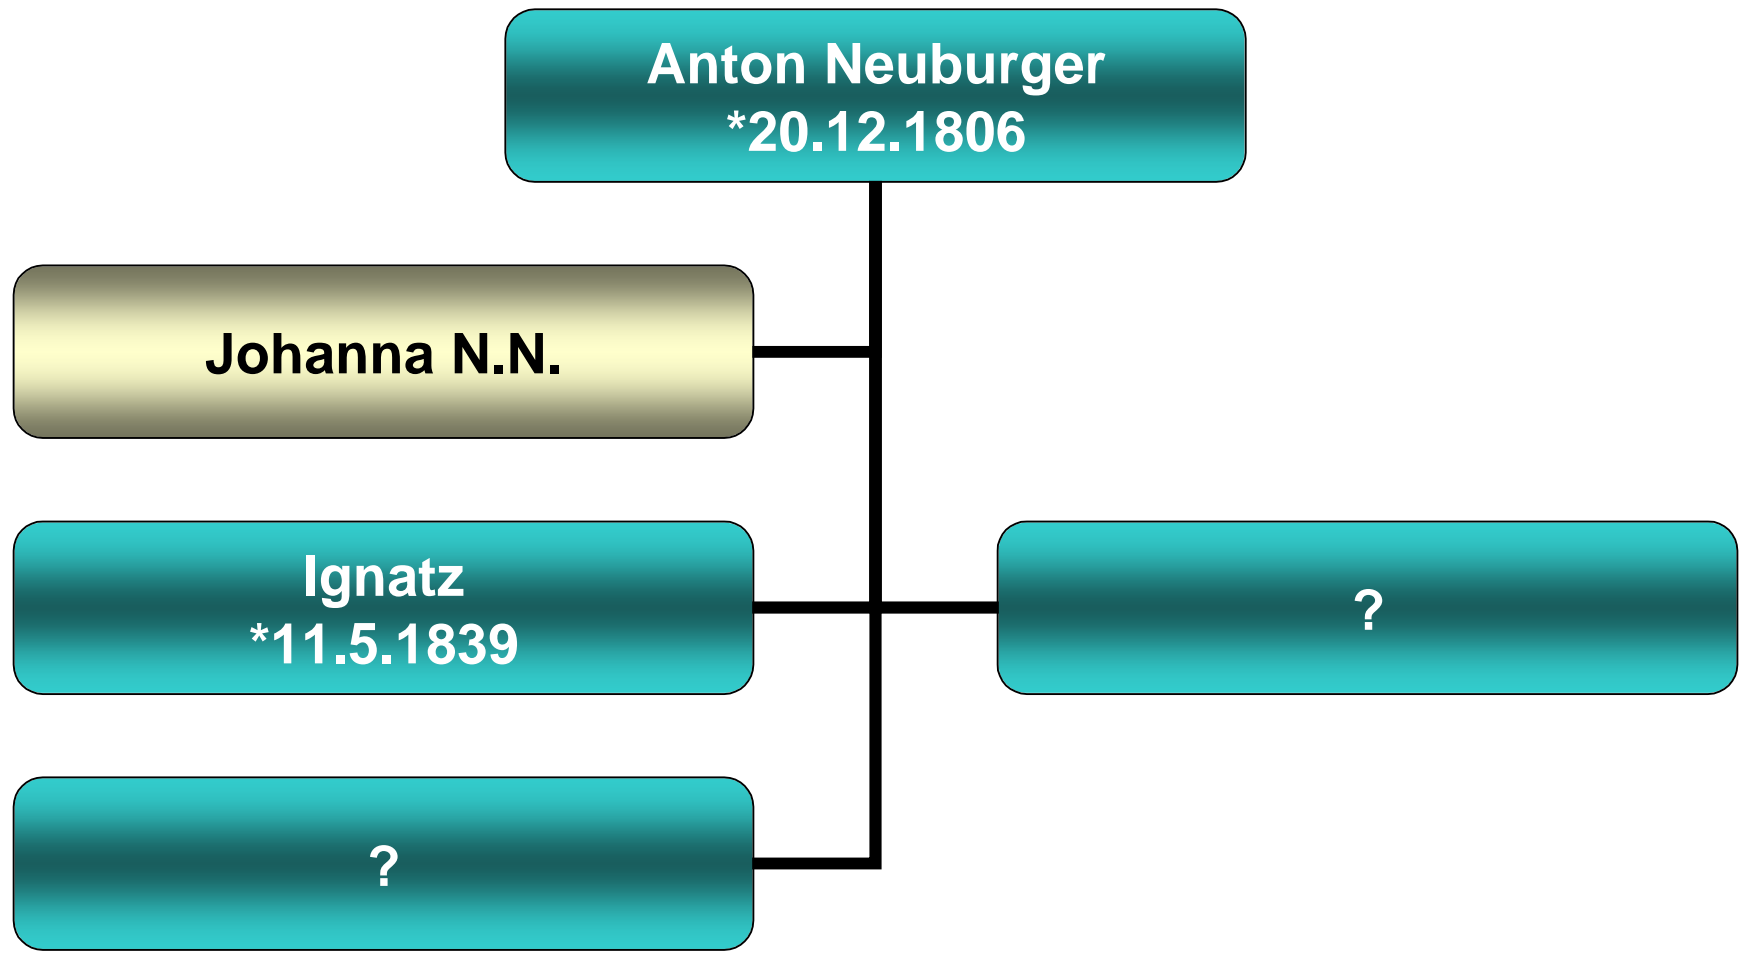 Anton Neuburger
*20.12.1806
Johanna N.N.
Ignatz
*11.5.1839
?
?